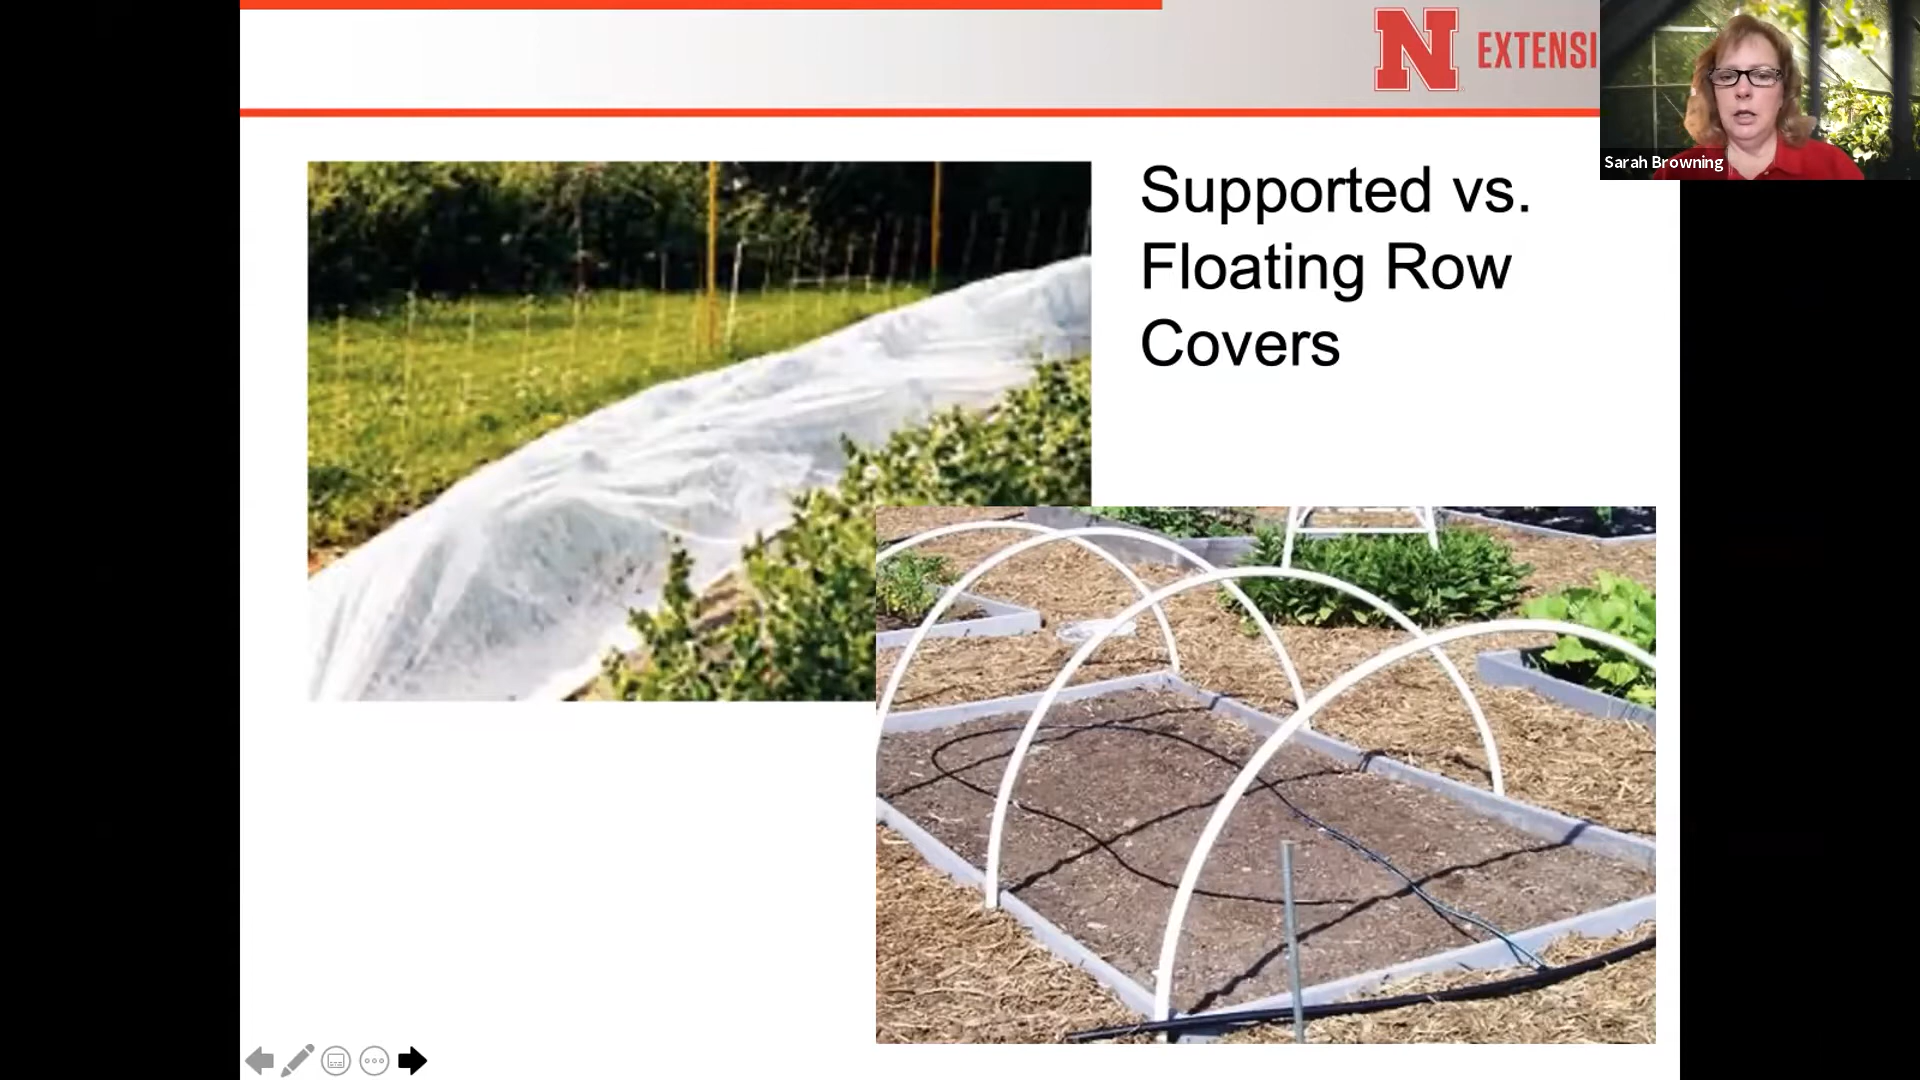 N EXTENSI
Sarah Browning
Supported vs.
Floating Row
Covers